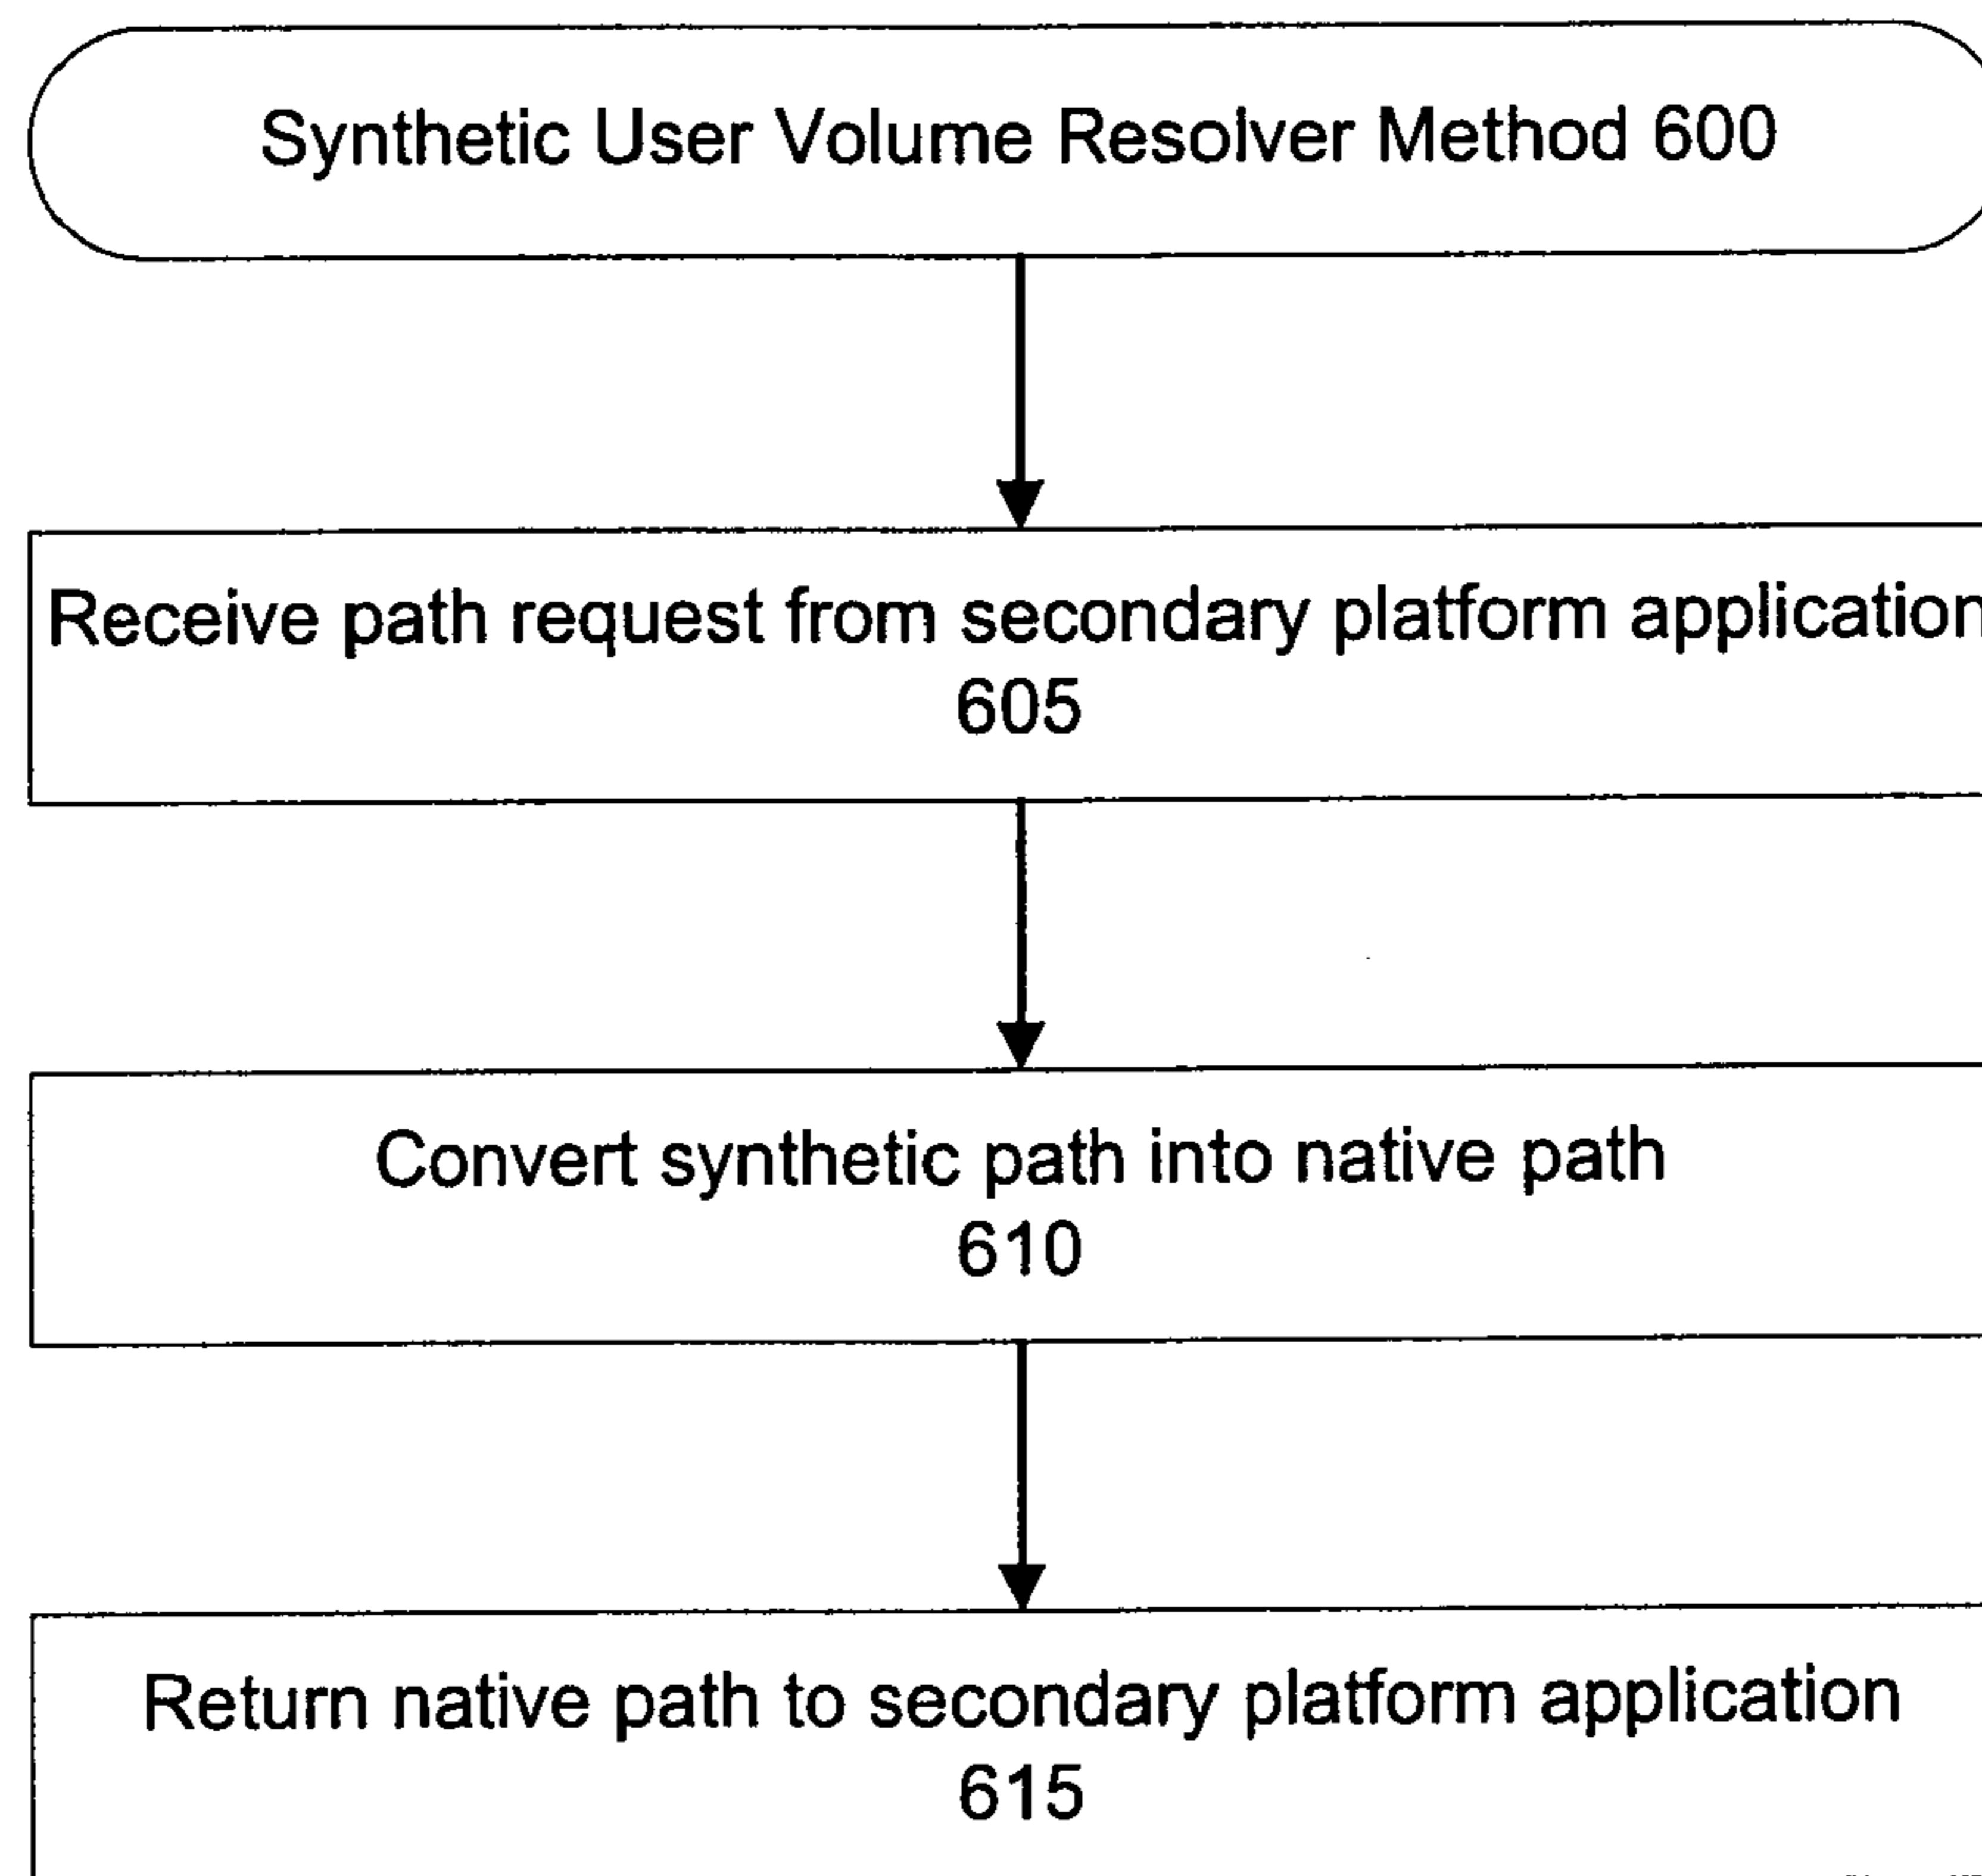 Synthetic User Volume Resolver Method 600
Receive path request from secondary platform application
605
Convert synthetic path into native path
610
Return native path to secondary platform application
615